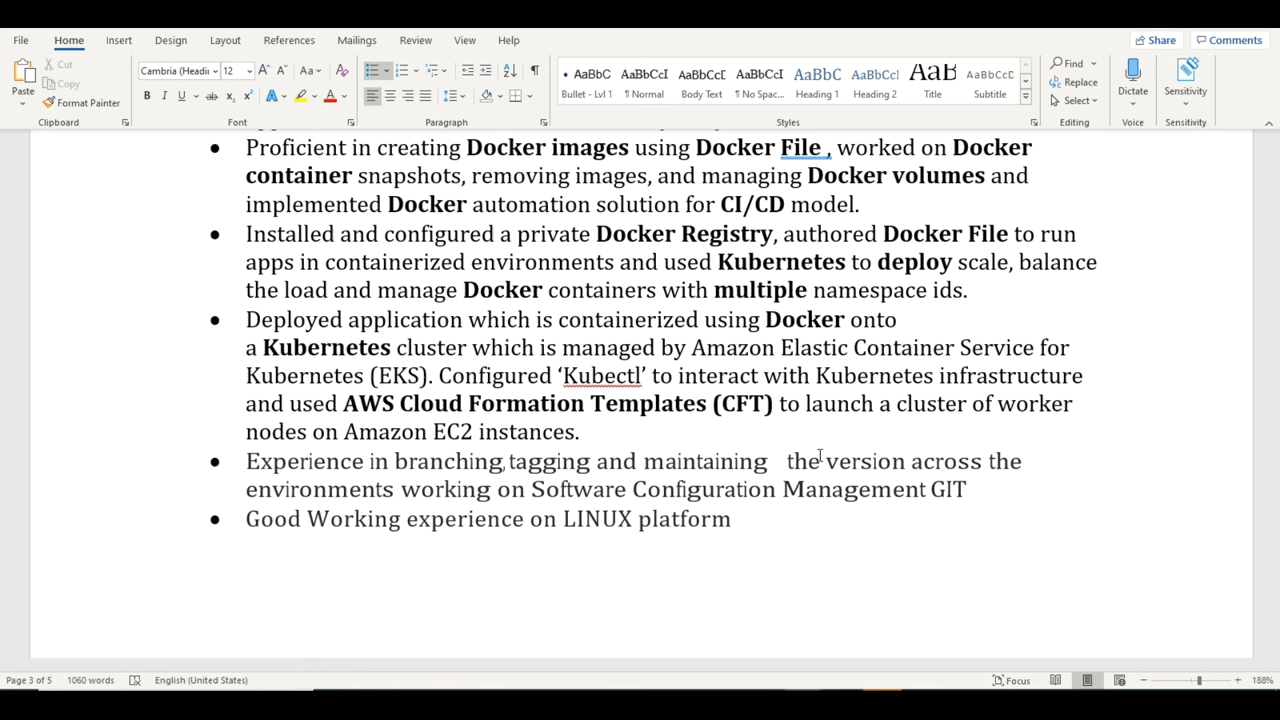 File Home Insert Design Layout References Mailings Review View Help Share Comments
Cut
Copy
Format Painter
Paste
Cambria (Headii 12
Aa
B I U ab x₂ x² A A
AaBbC AaBbCcI AaBbCcDc AaBbCcI AaBbC AaBbCcI AaB AaBbCcDc
Bullet - Lvl 1 ¶ Normal Body Text ¶ No Spac... Heading 1 Heading 2 Title Subtitle
Find
Replace
Select
Dictate Sensitivity
Clipboard Font Paragraph Styles Editing Voice Sensitivity
• Proficient in creating Docker images using Docker File , worked on Docker
container snapshots, removing images, and managing Docker volumes and
implemented Docker automation solution for CI/CD model.
• Installed and configured a private Docker Registry, authored Docker File to run
apps in containerized environments and used Kubernetes to deploy scale, balance
the load and manage Docker containers with multiple namespace ids.
• Deployed application which is containerized using Docker onto
a Kubernetes cluster which is managed by Amazon Elastic Container Service for
Kubernetes (EKS). Configured ‘Kubectl’ to interact with Kubernetes infrastructure
and used AWS Cloud Formation Templates (CFT) to launch a cluster of worker
nodes on Amazon EC2 instances.
• Experience in branching,tagging and maintaining the version across the
environments working on Software Configuration Management GIT
• Good Working experience on LINUX platform
Page 3 of 5 1060 words English (United States) Focus 188%